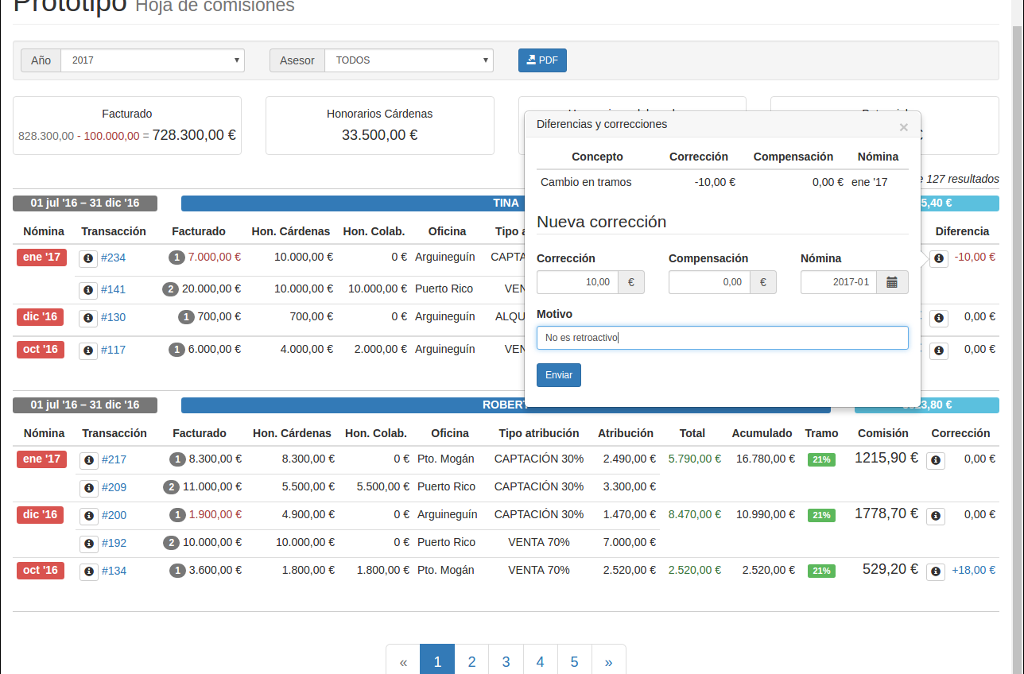 Prototipo Hoja de comisiones
Año 2017 Asesor TODOS PDF
Facturado Honorarios Cárdenas
828.300,00 - 100.000,00 = 728.300,00 € 33.500,00 €
127 resultados
Diferencias y correcciones ×
Concepto Corrección Compensación Nómina
Cambio en tramos -10,00 € 0,00 € ene '17
Nueva corrección
Corrección Compensación Nómina
10,00 € 0,00 € 2017-01
Motivo
No es retroactivo
Enviar
01 jul '16 – 31 dic '16 TINA 5,40 €
Nómina Transacción Facturado Hon. Cárdenas Hon. Colab. Oficina Tipo Diferencia
ene '17 #234 1 7.000,00 € 10.000,00 € 0 € Arguineguín CAPTA -10,00 €
#141 2 20.000,00 € 10.000,00 € 10.000,00 € Puerto Rico VEN
dic '16 #130 1 700,00 € 700,00 € 0 € Arguineguín ALQU 0,00 €
oct '16 #117 1 6.000,00 € 4.000,00 € 2.000,00 € Arguineguín VEN 0,00 €
01 jul '16 – 31 dic '16 ROBERT 3,80 €
Nómina Transacción Facturado Hon. Cárdenas Hon. Colab. Oficina Tipo atribución Atribución Total Acumulado Tramo Comisión Corrección
ene '17 #217 1 8.300,00 € 8.300,00 € 0 € Pto. Mogán CAPTACIÓN 30% 2.490,00 € 5.790,00 € 16.780,00 € 21% 1215,90 € 0,00 €
#209 2 11.000,00 € 5.500,00 € 5.500,00 € Puerto Rico CAPTACIÓN 30% 3.300,00 €
dic '16 #200 1 1.900,00 € 4.900,00 € 0 € Arguineguín CAPTACIÓN 30% 1.470,00 € 8.470,00 € 10.990,00 € 21% 1778,70 € 0,00 €
#192 2 10.000,00 € 10.000,00 € 0 € Puerto Rico VENTA 70% 7.000,00 €
oct '16 #134 1 3.600,00 € 1.800,00 € 1.800,00 € Pto. Mogán VENTA 70% 2.520,00 € 2.520,00 € 2.520,00 € 21% 529,20 € +18,00 €
« 1 2 3 4 5 »